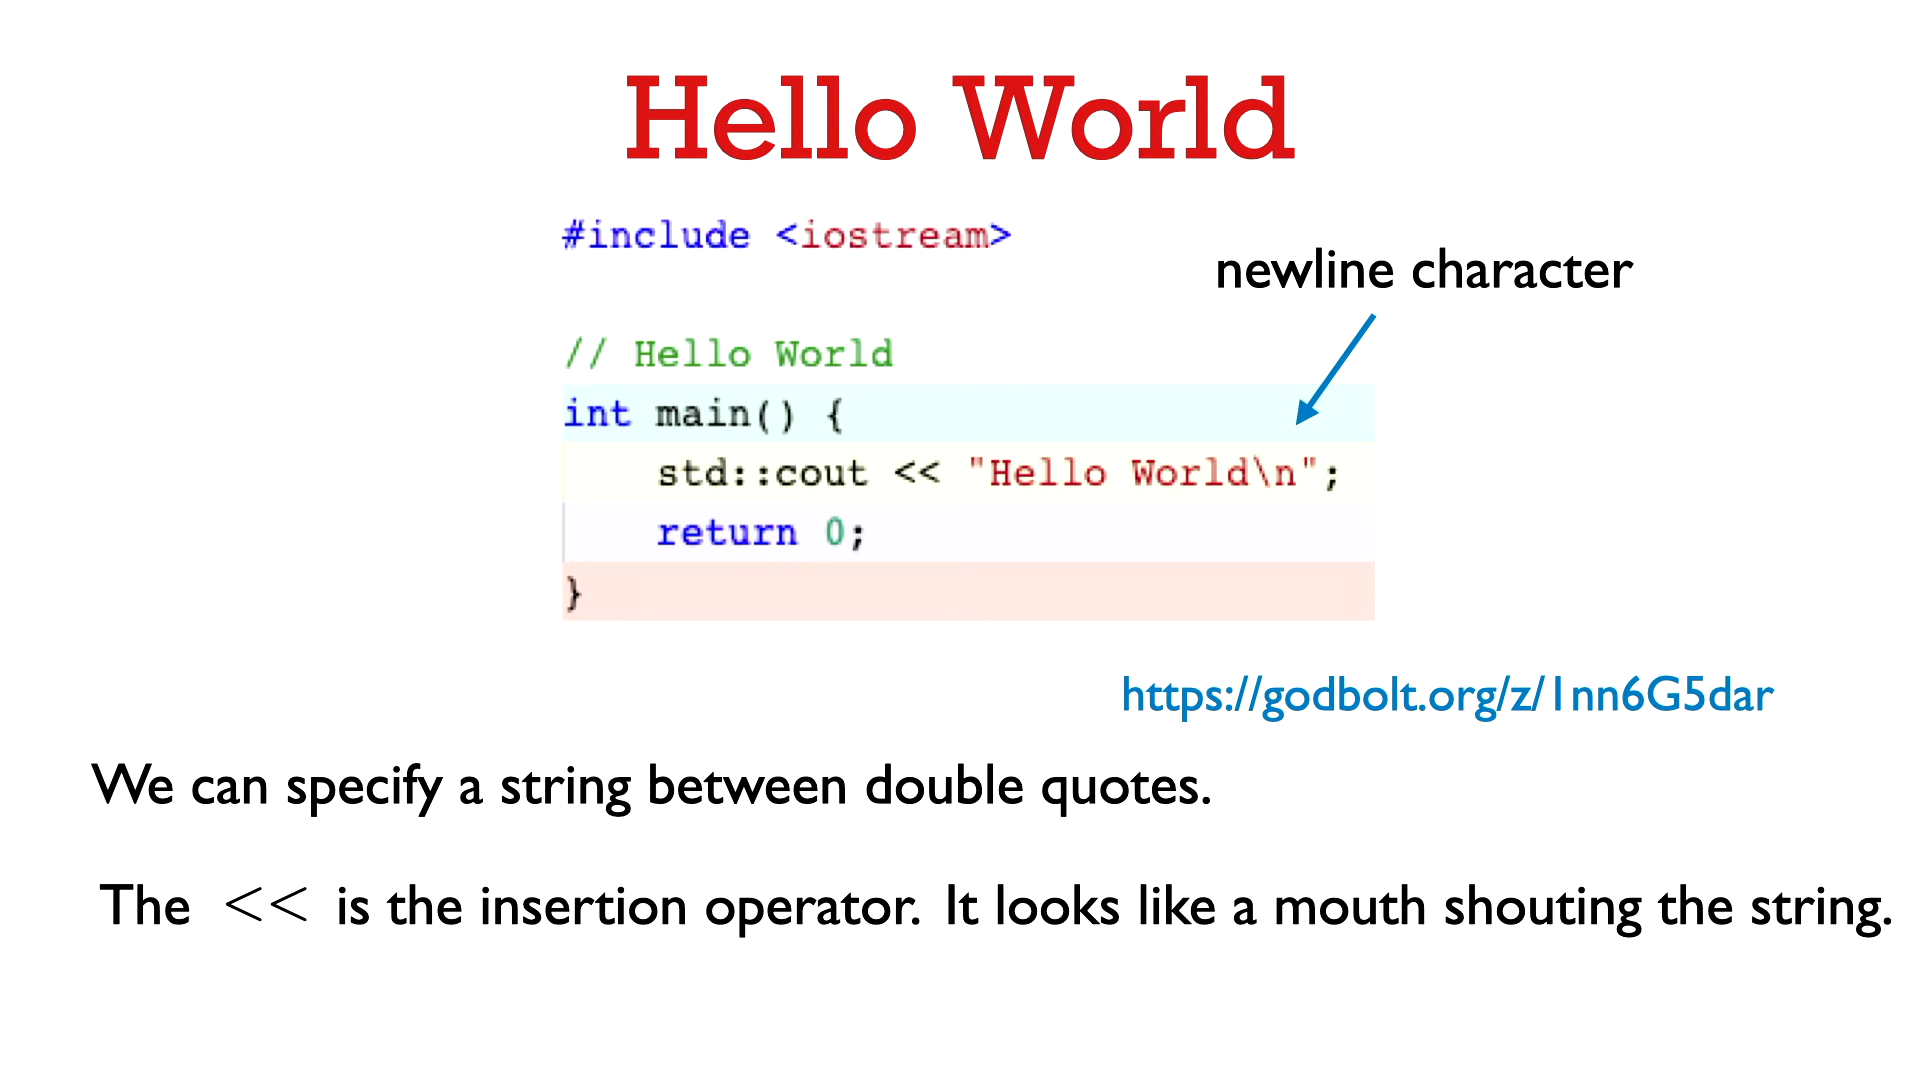 Hello World
#include <iostream>
newline character
// Hello World
int main() {
    std::cout << "Hello World\n";
    return 0;
}
https://godbolt.org/z/1nn6G5dar
We can specify a string between double quotes.
The << is the insertion operator. It looks like a mouth shouting the string.